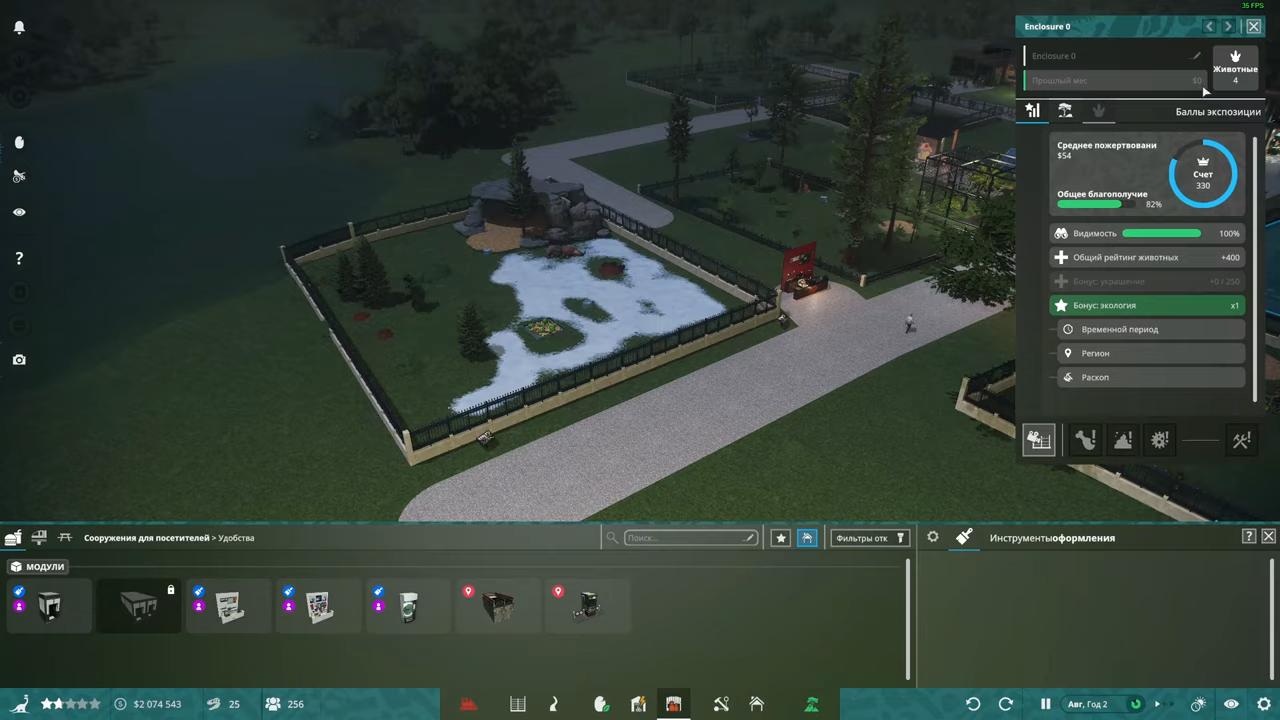 35 FPS
Enclosure 0
Enclosure 0
Прошлый мес $0
Животные
4
Баллы экспозиции
Среднее пожертвовани
$54
Счет
330
Общее благополучие
82%
Видимость 100%
Общий рейтинг животных +400
Бонус: украшение +0 / 250
Бонус: экология x1
Временной период
Регион
Раскоп
Сооружения для посетителей > Удобства
Поиск...
Фильтры отк
Инструментыоформления
?
МОДУЛИ
?
$2 074 543
25
256
Авг, Год 2